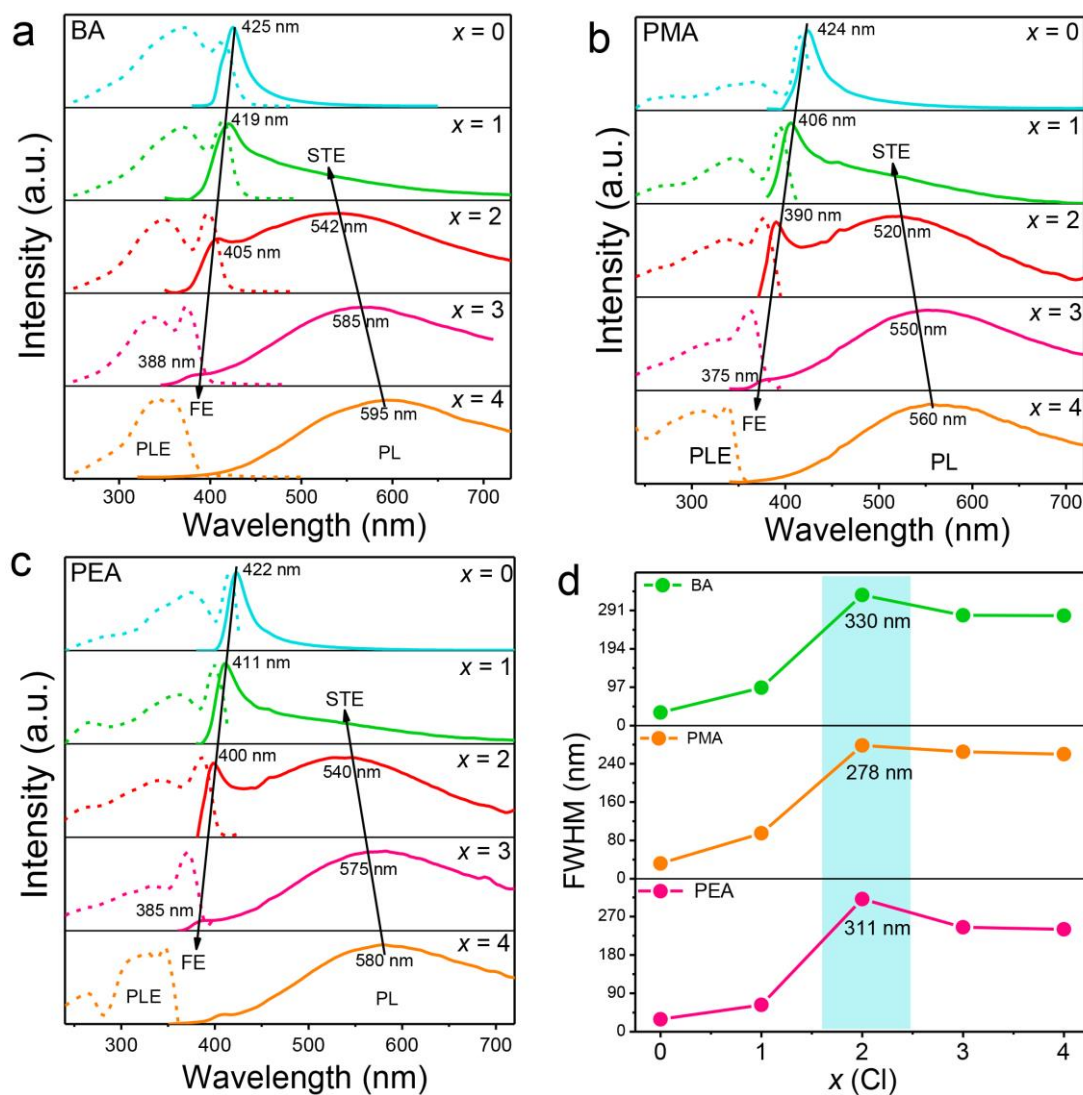 a
BA
425 nm
x = 0
419 nm
x = 1
STE
542 nm
x = 2
405 nm
585 nm
x = 3
388 nm
FE
595 nm
x = 4
PLE
PL
300 400 500 600 700
Wavelength (nm)
Intensity (a.u.)
b
PMA
424 nm
x = 0
406 nm
x = 1
STE
390 nm
x = 2
520 nm
x = 3
550 nm
375 nm
FE
x = 4
560 nm
PLE
PL
300 400 500 600 700
Wavelength (nm)
Intensity (a.u.)
c
PEA
422 nm
x = 0
411 nm
x = 1
STE
400 nm
x = 2
540 nm
x = 3
575 nm
385 nm
FE
x = 4
580 nm
PLE
PL
300 400 500 600 700
Wavelength (nm)
Intensity (a.u.)
d
BA
291
330 nm
194
97
0
PMA
240
278 nm
160
80
0
PEA
270
311 nm
180
90
0
0 1 2 3 4
x (Cl)
FWHM (nm)